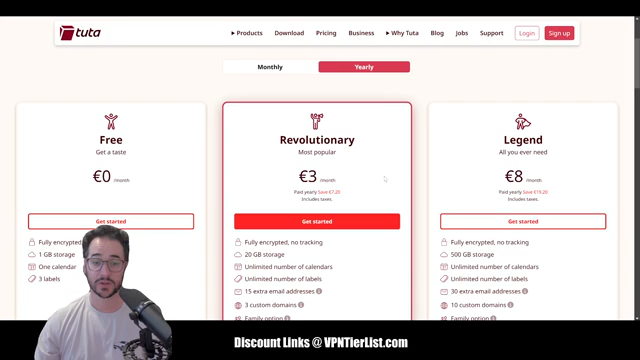 tuta
Products Download Pricing Business Why Tuta Blog Jobs Support Login Sign up
Monthly Yearly
Free
Get a taste
€0 /month
Get started
Fully encrypted
1 GB storage
One calendar
3 labels
Revolutionary
Most popular
€3 /month
Paid yearly Save €7.20
Includes taxes.
Get started
Fully encrypted, no tracking
20 GB storage
Unlimited number of calendars
Unlimited number of labels
15 extra email addresses
3 custom domains
Family option
Legend
All you ever need
€8 /month
Paid yearly Save €19.20
Includes taxes.
Get started
Fully encrypted, no tracking
500 GB storage
Unlimited number of calendars
Unlimited number of labels
30 extra email addresses
10 custom domains
Family option
Discount Links @ VPNTierList.com